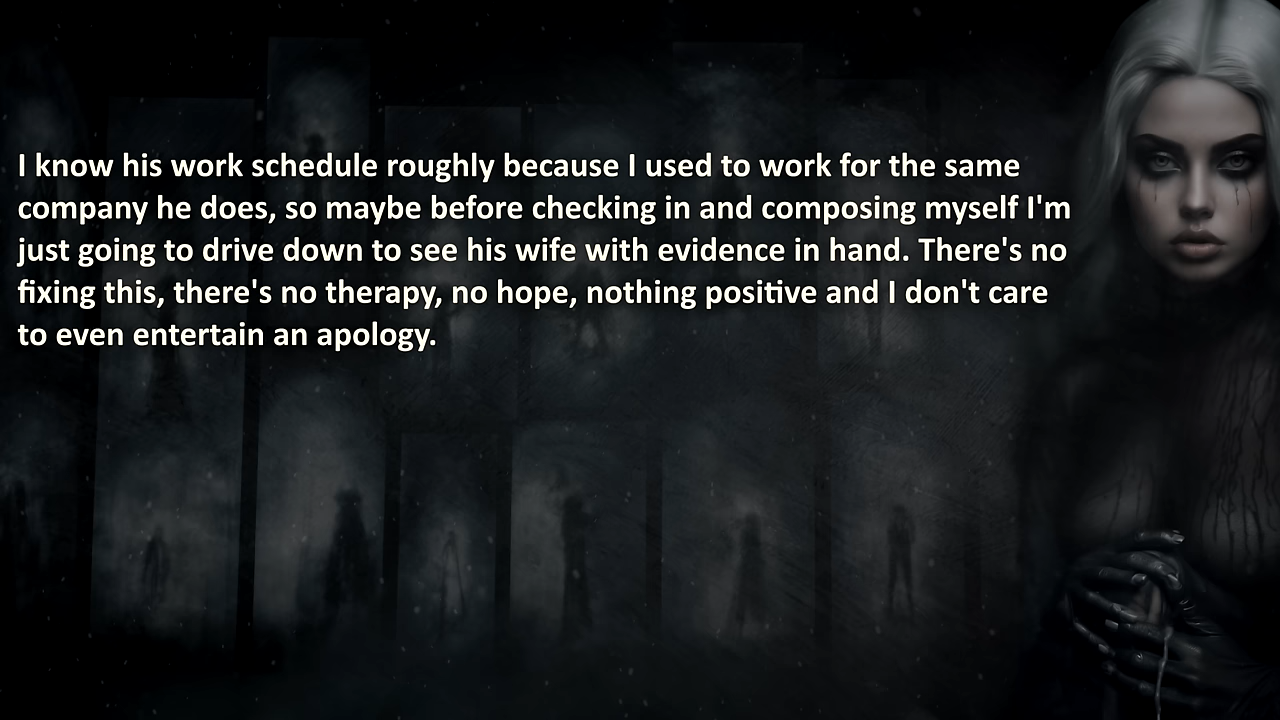 I know his work schedule roughly because I used to work for the same
company he does, so maybe before checking in and composing myself I'm
just going to drive down to see his wife with evidence in hand. There's no
fixing this, there's no therapy, no hope, nothing positive and I don't care
to even entertain an apology.